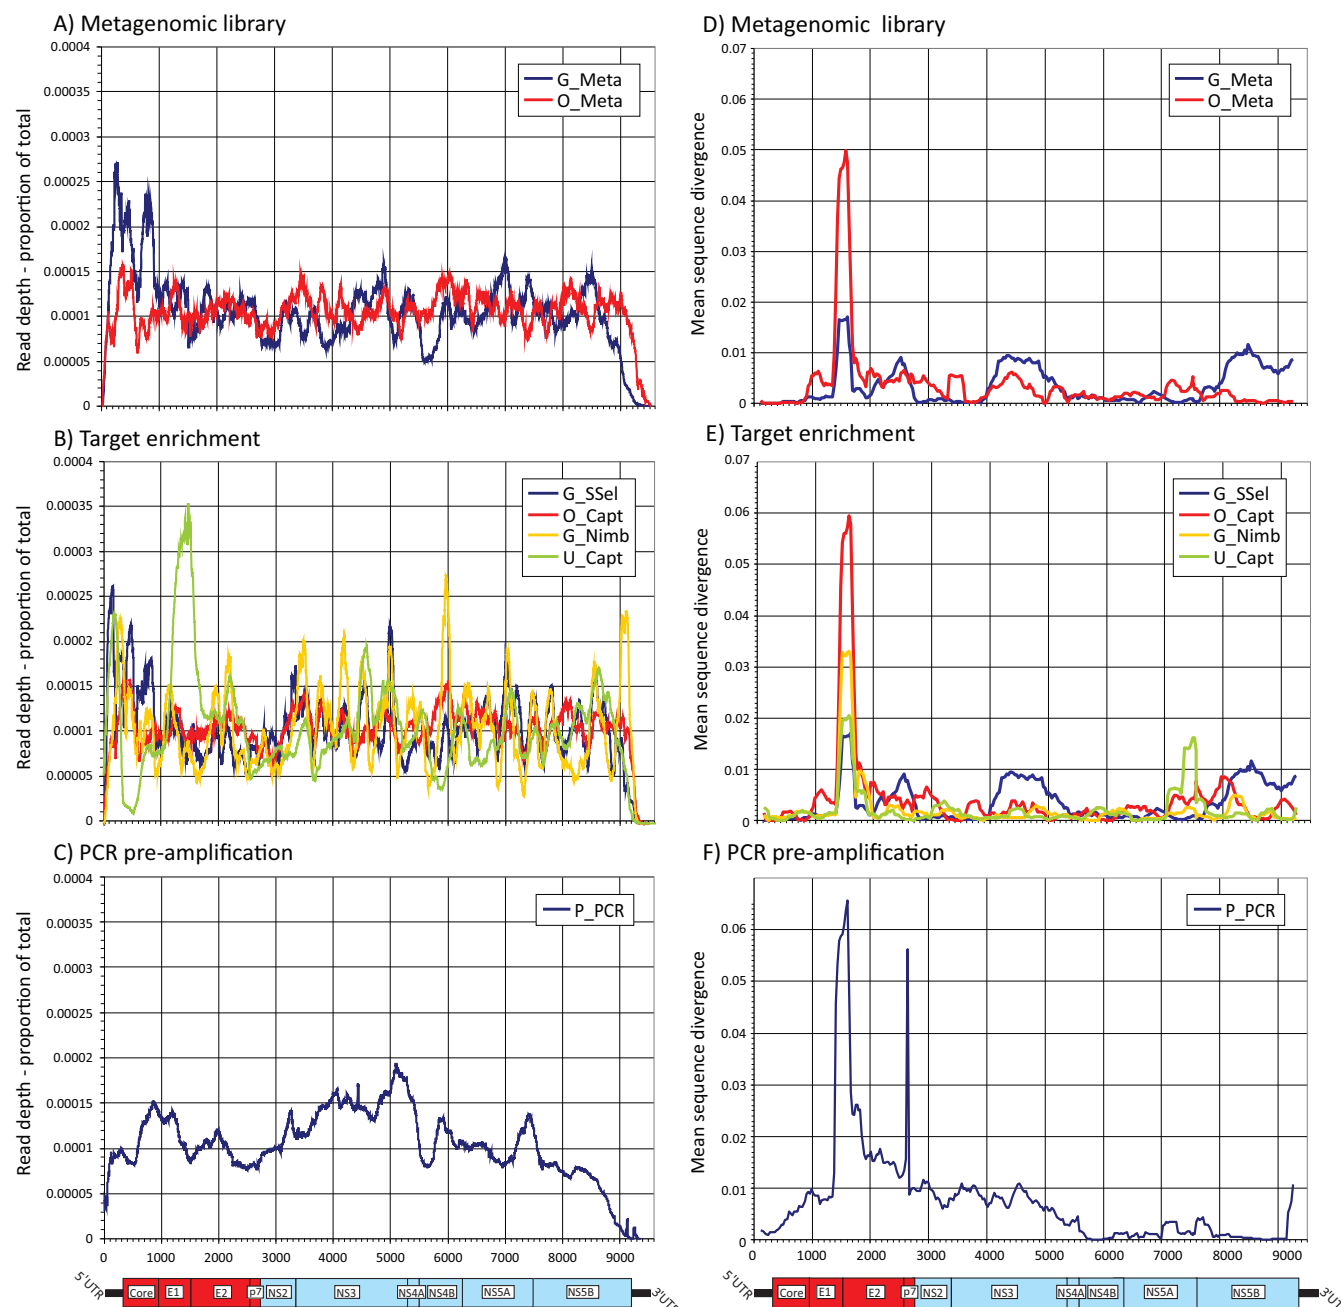 A) Metagenomic library
Read depth - proportion of total
0.0004
0.00035
0.0003
0.00025
0.0002
0.00015
0.0001
0.00005
0
G_Meta
O_Meta
D) Metagenomic library
Mean sequence divergence
0.07
0.06
0.05
0.04
0.03
0.02
0.01
0
G_Meta
O_Meta
B) Target enrichment
Read depth - proportion of total
0.0004
0.00035
0.0003
0.00025
0.0002
0.00015
0.0001
0.00005
0
G_SSel
O_Capt
G_Nimb
U_Capt
E) Target enrichment
Mean sequence divergence
0.07
0.06
0.05
0.04
0.03
0.02
0.01
0
G_SSel
O_Capt
G_Nimb
U_Capt
C) PCR pre-amplification
Read depth - proportion of total
0.0004
0.00035
0.0003
0.00025
0.0002
0.00015
0.0001
0.00005
0
P_PCR
0 1000 2000 3000 4000 5000 6000 7000 8000 9000
5'UTR Core E1 E2 p7 NS2 NS3 NS4A NS4B NS5A NS5B 3'UTR
F) PCR pre-amplification
Mean sequence divergence
0.06
0.05
0.04
0.03
0.02
0.01
0
P_PCR
0 1000 2000 3000 4000 5000 6000 7000 8000 9000
5'UTR Core E1 E2 p7 NS2 NS3 NS4A NS4B NS5A NS5B 3'U